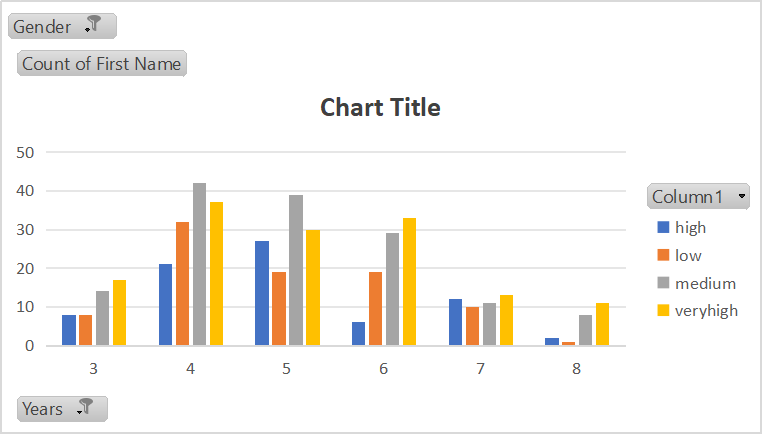 Gender
Count of First Name
Chart Title
50
40
30
20
10
0
3 4 5 6 7 8
Column1
high
low
medium
veryhigh
Years